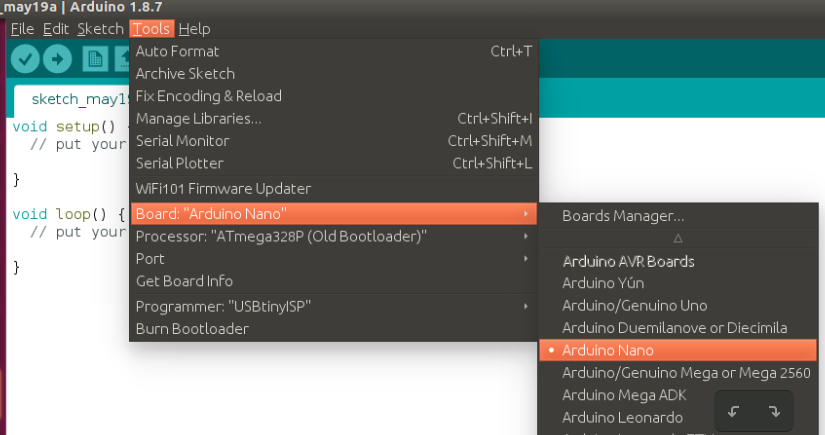 _may19a | Arduino 1.8.7
File Edit Sketch Tools Help
Auto Format Ctrl+T
Archive Sketch
Fix Encoding & Reload
Manage Libraries... Ctrl+Shift+I
Serial Monitor Ctrl+Shift+M
Serial Plotter Ctrl+Shift+L
WiFi101 Firmware Updater
Board: "Arduino Nano"
Processor: "ATmega328P (Old Bootloader)"
Port
Get Board Info
Programmer: "USBtinyISP"
Burn Bootloader
sketch_may19
void setup() {
// put your
}
void loop() {
// put your
}
Boards Manager...
Arduino AVR Boards
Arduino Yún
Arduino/Genuino Uno
Arduino Duemilanove or Diecimila
Arduino Nano
Arduino/Genuino Mega or Mega 2560
Arduino Mega ADK
Arduino Leonardo